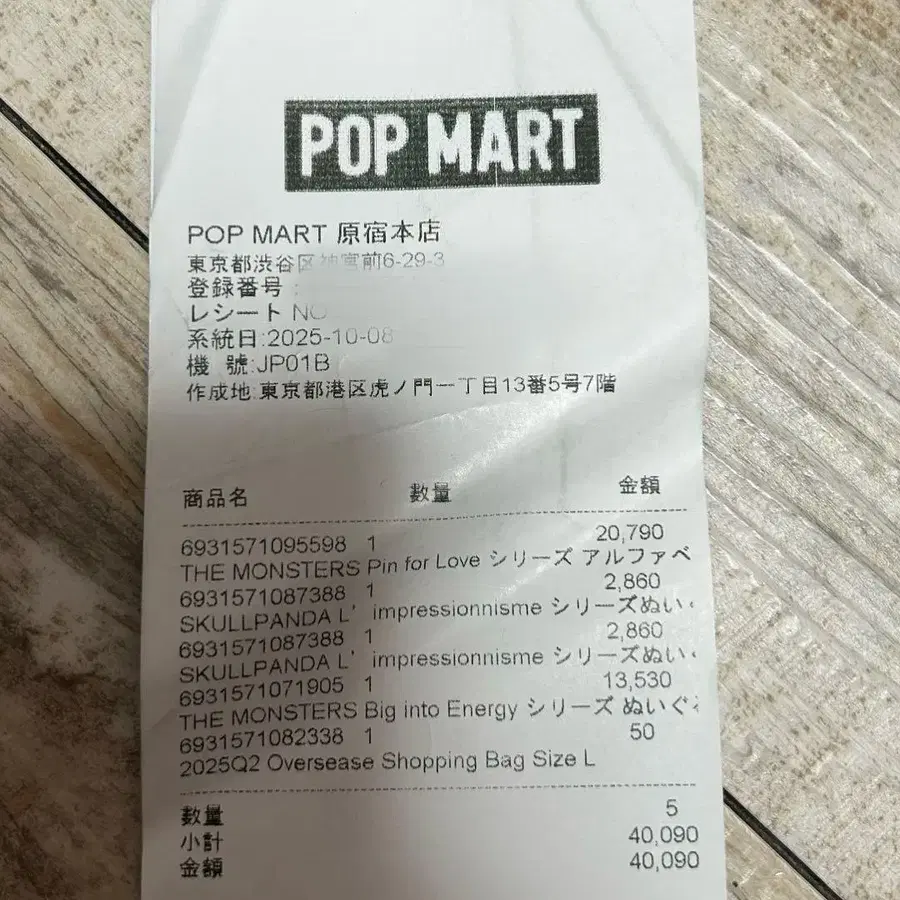 POP MART
POP MART 原宿本店
東京都渋谷区神宮前6-29-3
登録番号 :
レシート NO
系統日:2025-10-08
機 號:JP01B
作成地:東京都港区虎ノ門一丁目13番5号7階
商品名 数量 金額
6931571095598 1 20,790
THE MONSTERS Pin for Love シリーズ アルファベ
6931571087388 1 2,860
SKULLPANDA L' impressionnisme シリーズぬい
6931571087388 1 2,860
SKULLPANDA L' impressionnisme シリーズぬい
6931571071905 1 13,530
THE MONSTERS Big into Energy シリーズ ぬいぐ
6931571082338 1 50
2025Q2 Oversease Shopping Bag Size L
数量 5
小計 40,090
金額 40,090